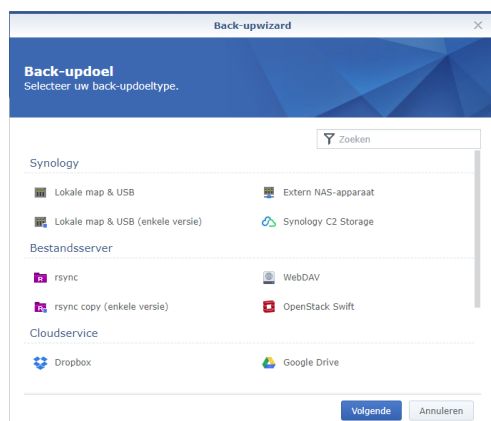 Back-upwizard
Back-updoel
Selecteer uw back-updoeltype.
Zoeken
Synology
Lokale map & USB
Extern NAS-apparaat
Lokale map & USB (enkele versie)
Synology C2 Storage
Bestandsserver
rsync
WebDAV
rsync copy (enkele versie)
OpenStack Swift
Cloudservice
Dropbox
Google Drive
Volgende
Annuleren